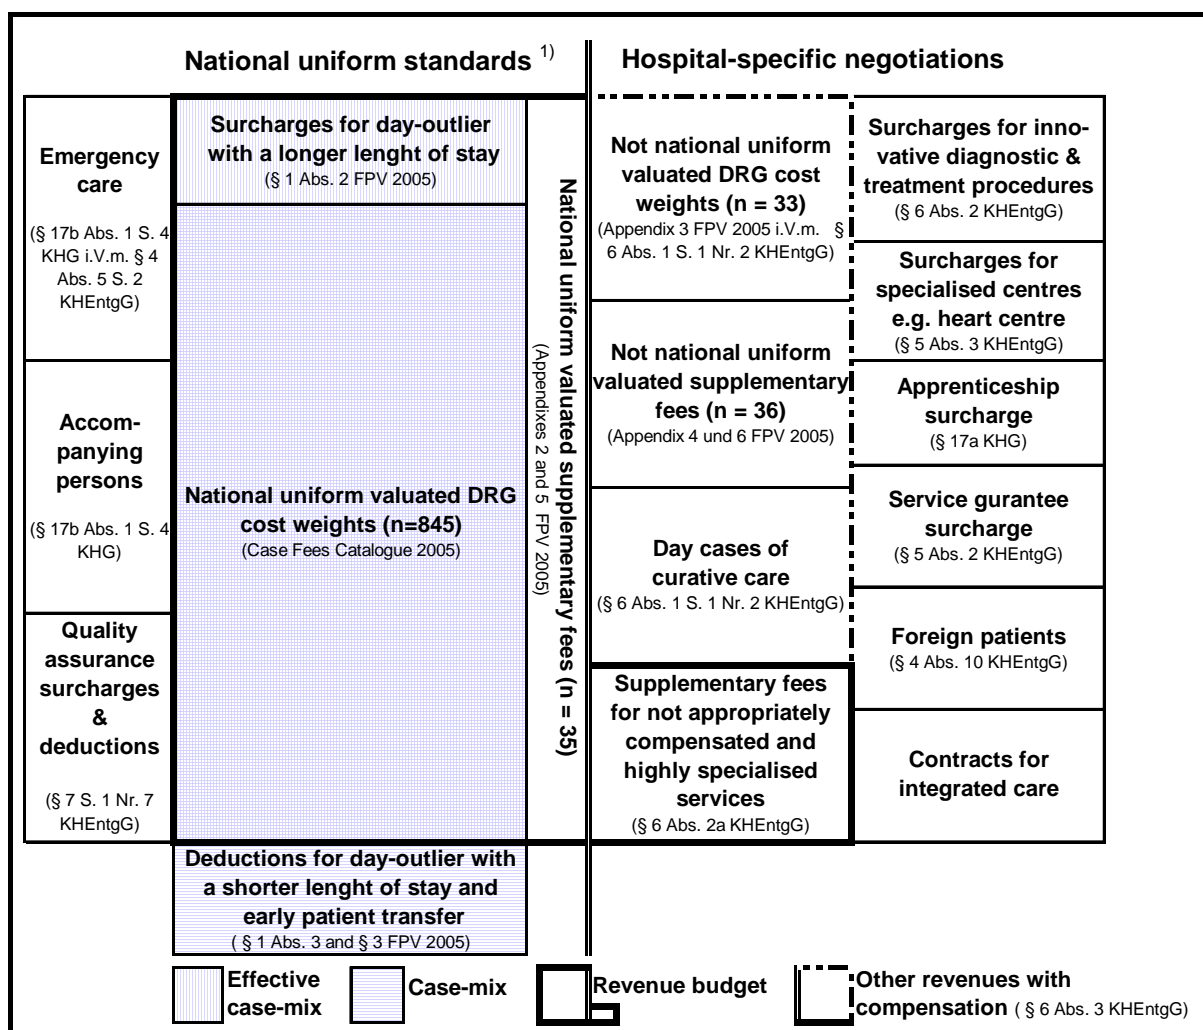 National uniform standards 1)
Hospital-specific negotiations
Emergency
care
(§ 17b Abs. 1 S. 4
KHG i.V.m. § 4
Abs. 5 S. 2
KHEntgG)
Accom-
panying
persons
(§ 17b Abs. 1 S. 4
KHG)
Quality
assurance
surcharges
&
deductions
(§ 7 S. 1 Nr. 7
KHEntgG)
Surcharges for day-outlier
with a longer lenght of stay
(§ 1 Abs. 2 FPV 2005)
National uniform valuated DRG
cost weights (n=845)
(Case Fees Catalogue 2005)
Deductions for day-outlier with
a shorter lenght of stay and
early patient transfer
( § 1 Abs. 3 and § 3 FPV 2005)
National uniform valuated supplementary fees (n = 35)
(Appendixes 2 and 5 FPV 2005)
Not national uniform
valuated DRG cost
weights (n = 33)
(Appendix 3 FPV 2005 i.V.m. §
6 Abs. 1 S. 1 Nr. 2 KHEntgG)
Not national uniform
valuated supplementary
fees (n = 36)
(Appendix 4 und 6 FPV 2005)
Day cases of
curative care
(§ 6 Abs. 1 S. 1 Nr. 2 KHEntgG)
Supplementary fees
for not appropriately
compensated and
highly specialised
services
(§ 6 Abs. 2a KHEntgG)
Surcharges for inno-
vative diagnostic &
treatment procedures
(§ 6 Abs. 2 KHEntgG)
Surcharges for
specialised centres
e.g. heart centre
(§ 5 Abs. 3 KHEntgG)
Apprenticeship
surcharge
(§ 17a KHG)
Service gurantee
surcharge
(§ 5 Abs. 2 KHEntgG)
Foreign patients
(§ 4 Abs. 10 KHEntgG)
Contracts for
integrated care
Effective
case-mix
Case-mix
Revenue budget
Other revenues with
compensation ( § 6 Abs. 3 KHEntgG)